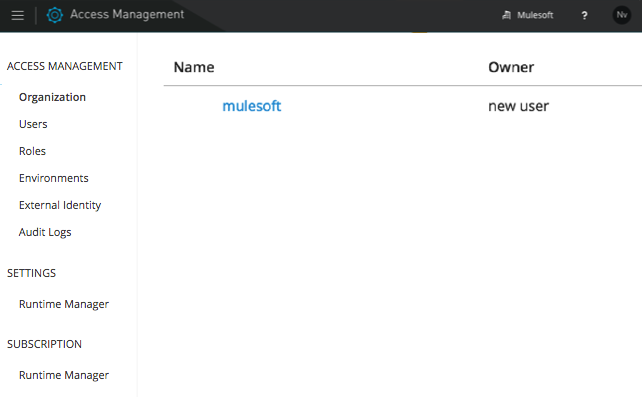 Access Management
Mulesoft
?
Nv
ACCESS MANAGEMENT
Organization
Users
Roles
Environments
External Identity
Audit Logs
SETTINGS
Runtime Manager
SUBSCRIPTION
Runtime Manager
Name Owner
mulesoft new user